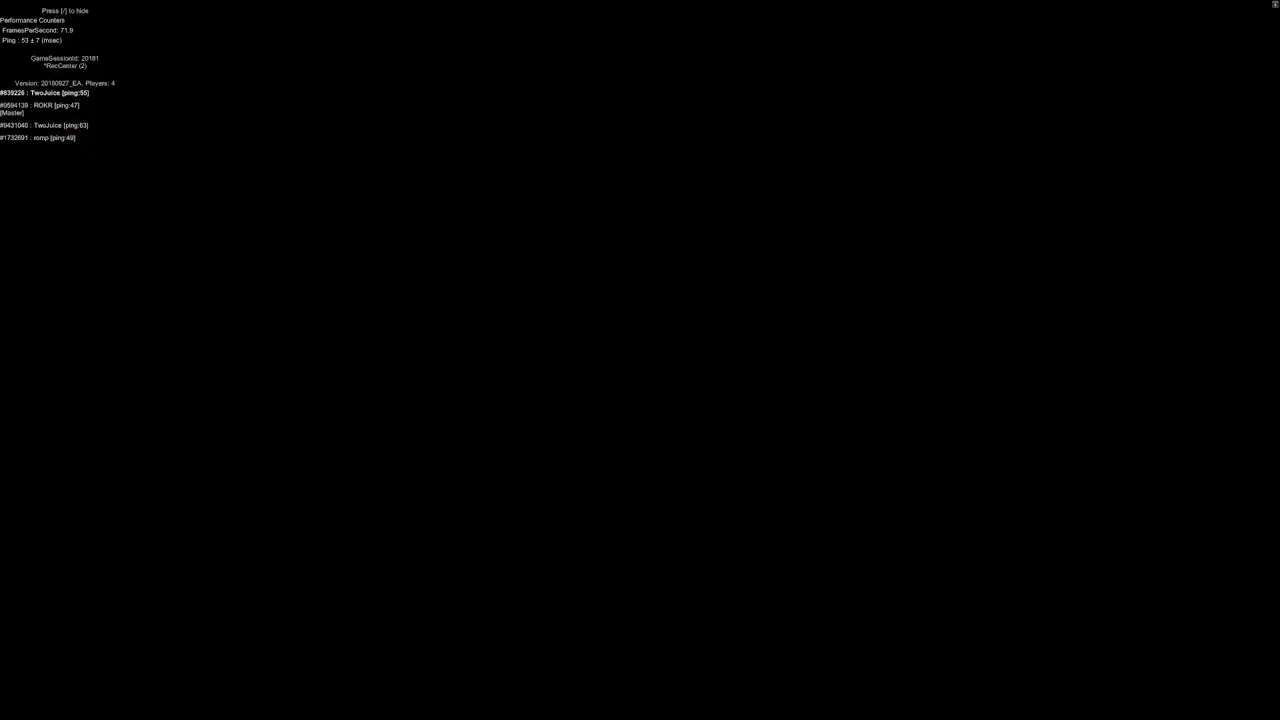 Press [/] to hide
Performance Counters
FramesPerSecond: 71.9
Ping : 53 ± 7 (msec)
GameSessionId: 20181
^RecCenter (2)
Version: 20180927_EA, Players: 4
#839226 : TwoJuice [ping:55]
#9594139 : ROKR [ping:47]
[Master]
#9431040 : TwoJuice [ping:63]
#1732691 : romp [ping:49]